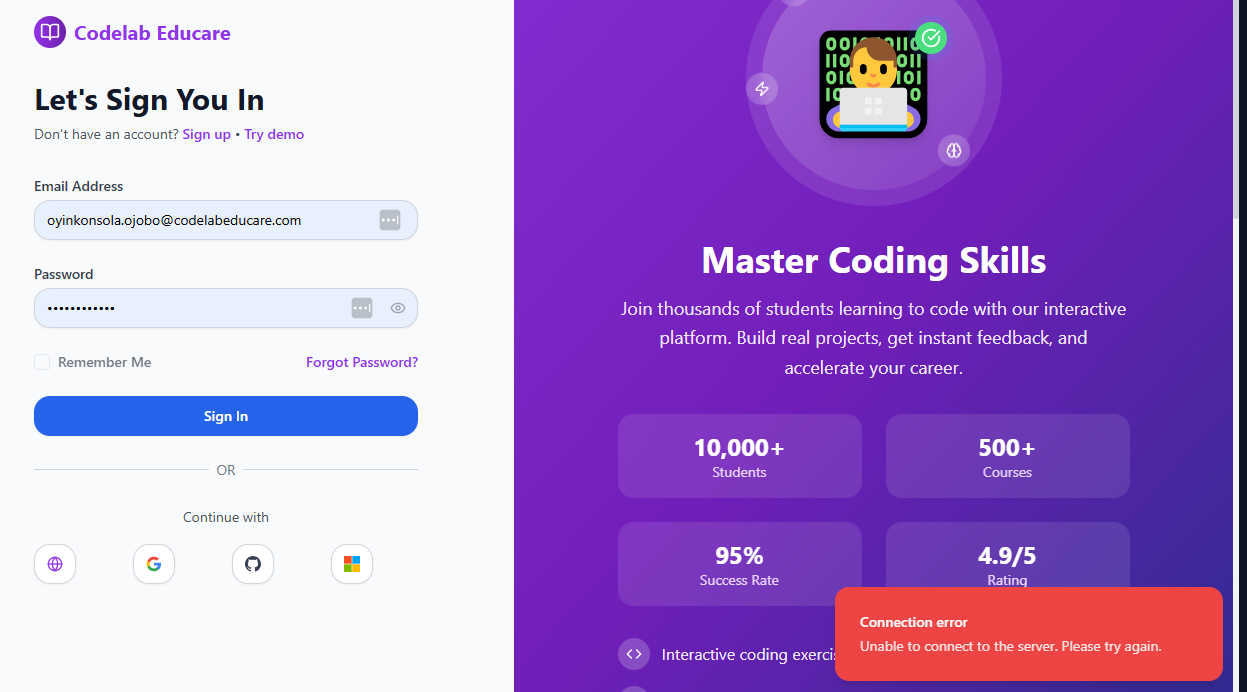 Codelab Educare
Let's Sign You In
Don't have an account? Sign up • Try demo
Email Address
oyinkonsola.ojobo@codelabeducare.com
Password
••••••••••••
Remember Me
Forgot Password?
Sign In
OR
Continue with
Master Coding Skills
Join thousands of students learning to code with our interactive
platform. Build real projects, get instant feedback, and
accelerate your career.
10,000+
Students
500+
Courses
95%
Success Rate
4.9/5
Rating
Interactive coding
Connection error
Unable to connect to the server. Please try again.